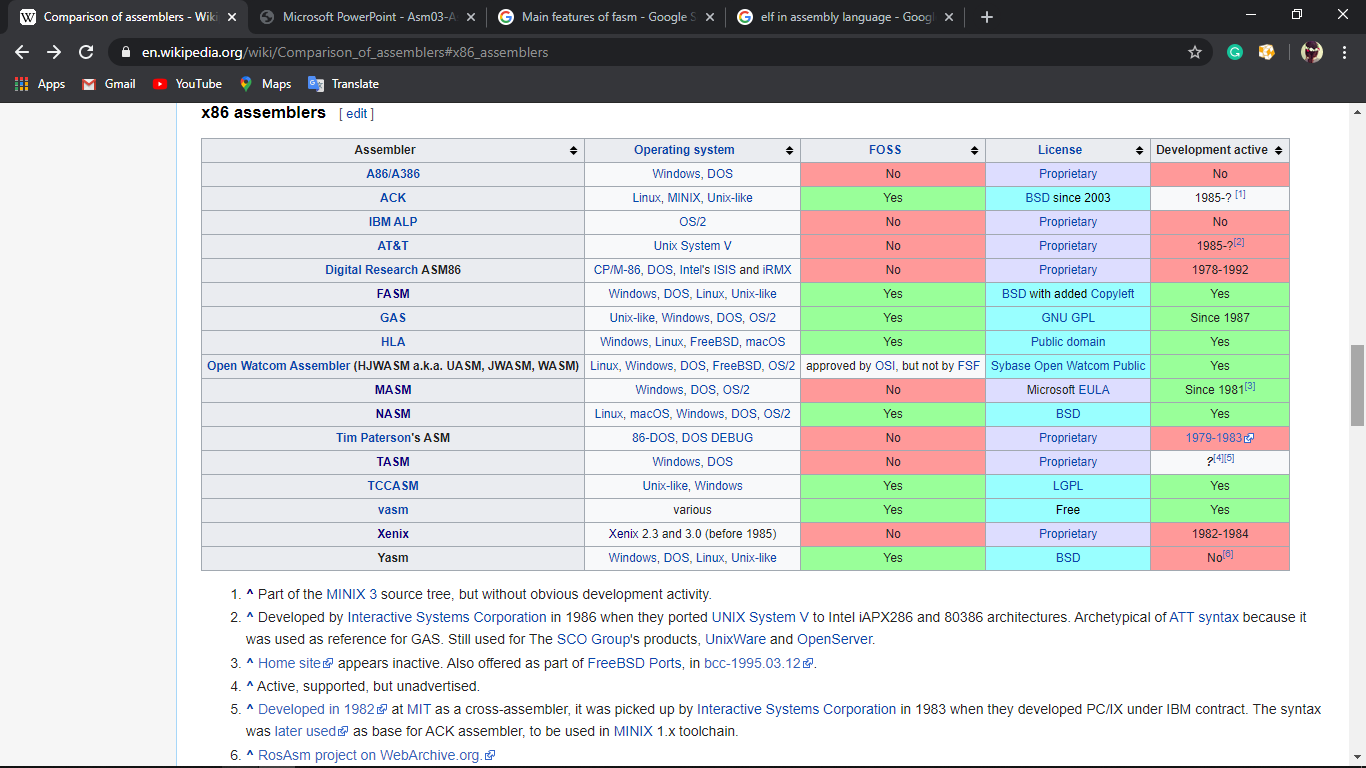 Comparison of assemblers - Wiki
Microsoft PowerPoint - Asm03-A
Main features of fasm - Google S
elf in assembly language - Googl
en.wikipedia.org/wiki/Comparison_of_assemblers#x86_assemblers
Apps Gmail YouTube Maps Translate
x86 assemblers [ edit ]
Assembler Operating system FOSS License Development active
A86/A386 Windows, DOS No Proprietary No
ACK Linux, MINIX, Unix-like Yes BSD since 2003 1985-? [1]
IBM ALP OS/2 No Proprietary No
AT&T Unix System V No Proprietary 1985-?[2]
Digital Research ASM86 CP/M-86, DOS, Intel's ISIS and iRMX No Proprietary 1978-1992
FASM Windows, DOS, Linux, Unix-like Yes BSD with added Copyleft Yes
GAS Unix-like, Windows, DOS, OS/2 Yes GNU GPL Since 1987
HLA Windows, Linux, FreeBSD, macOS Yes Public domain Yes
Open Watcom Assembler (HJWASM a.k.a. UASM, JWASM, WASM) Linux, Windows, DOS, FreeBSD, OS/2 approved by OSI, but not by FSF Sybase Open Watcom Public Yes
MASM Windows, DOS, OS/2 No Microsoft EULA Since 1981[3]
NASM Linux, macOS, Windows, DOS, OS/2 Yes BSD Yes
Tim Paterson's ASM 86-DOS, DOS DEBUG No Proprietary 1979-1983
TASM Windows, DOS No Proprietary ?[4][5]
TCCASM Unix-like, Windows Yes LGPL Yes
vasm various Yes Free Yes
Xenix Xenix 2.3 and 3.0 (before 1985) No Proprietary 1982-1984
Yasm Windows, DOS, Linux, Unix-like Yes BSD No[6]
1. ^ Part of the MINIX 3 source tree, but without obvious development activity.
2. ^ Developed by Interactive Systems Corporation in 1986 when they ported UNIX System V to Intel iAPX286 and 80386 architectures. Archetypical of ATT syntax because it
was used as reference for GAS. Still used for The SCO Group's products, UnixWare and OpenServer.
3. ^ Home site appears inactive. Also offered as part of FreeBSD Ports, in bcc-1995.03.12.
4. ^ Active, supported, but unadvertised.
5. ^ Developed in 1982 at MIT as a cross-assembler, it was picked up by Interactive Systems Corporation in 1983 when they developed PC/IX under IBM contract. The syntax
was later used as base for ACK assembler, to be used in MINIX 1.x toolchain.
6. ^ RosAsm project on WebArchive.org.